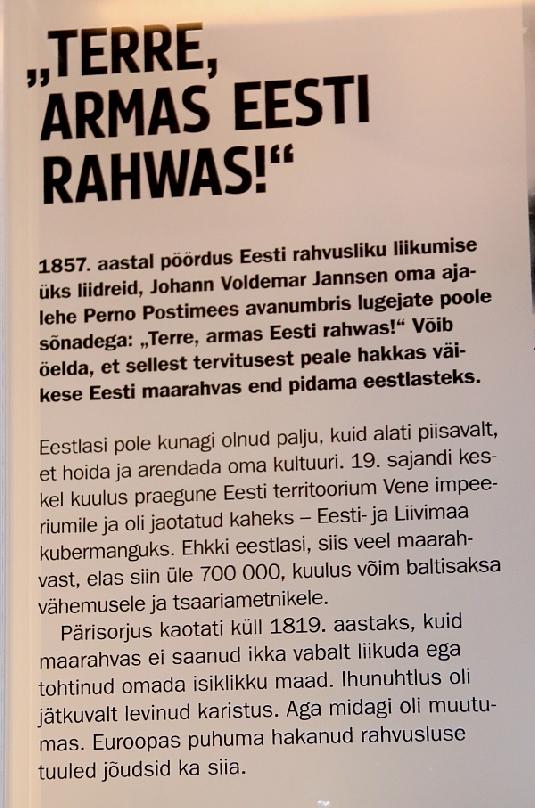 „TERRE,
ARMAS EESTI
RAHWAS!“
1857. aastal pöördus Eesti rahvusliku liikumise
üks liidreid, Johann Voldemar Jannsen oma aja-
lehe Perno Postimees avanumbris lugejate poole
sõnadega: „Terre, armas Eesti rahwas!“ Võib
öelda, et sellest tervitusest peale hakkas väi-
kese Eesti maarahvas end pidama eestlasteks.
Eestlasi pole kunagi olnud palju, kuid alati piisavalt,
et hoida ja arendada oma kultuuri. 19. sajandi kes-
kel kuulus praegune Eesti territoorium Vene impee-
riumile ja oli jaotatud kaheks – Eesti- ja Liivimaa
kubermanguks. Ehkki eestlasi, siis veel maarah-
vast, elas siin üle 700 000, kuulus võim baltisaksa
vähemusele ja tsaariametnikele.
Pärisorjus kaotati küll 1819. aastaks, kuid
maarahvas ei saanud ikka vabalt liikuda ega
tohtinud omada isiklikku maad. Ihunuhtlus oli
jätkuvalt levinud karistus. Aga midagi oli muutu-
mas. Euroopas puhuma hakanud rahvusluse
tuuled jõudsid ka siia.